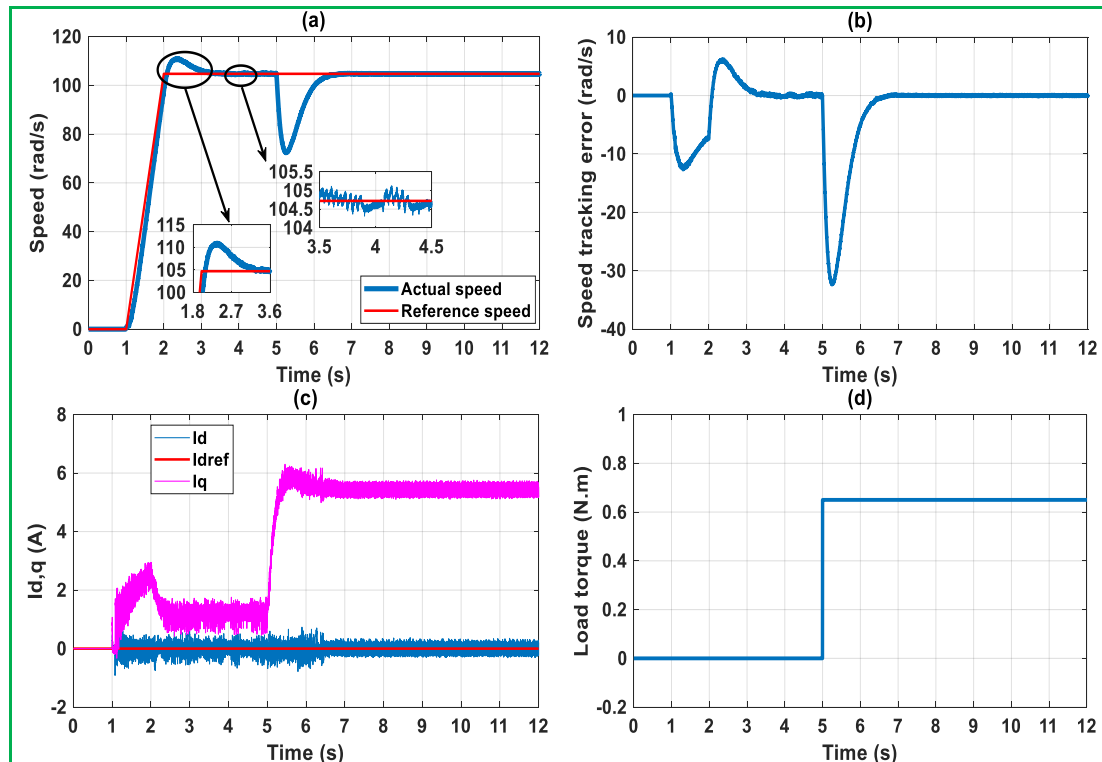 (a)
120
100
80
60
40
20
0
Speed (rad/s)
105.5
105
104.5
104
3.5 4 4.5
115
110
105
100
1.8 2.7 3.6
Actual speed
Reference speed
0 1 2 3 4 5 6 7 8 9 10 11 12
Time (s)
(b)
10
0
-10
-20
-30
-40
Speed tracking error (rad/s)
0 1 2 3 4 5 6 7 8 9 10 11 12
Time (s)
(c)
8
6
4
2
0
-2
Id,q (A)
Id
Idref
Iq
0 1 2 3 4 5 6 7 8 9 10 11 12
Time (s)
(d)
1
0.8
0.6
0.4
0.2
0
-0.2
Load torque (N.m)
0 1 2 3 4 5 6 7 8 9 10 11 12
Time (s)